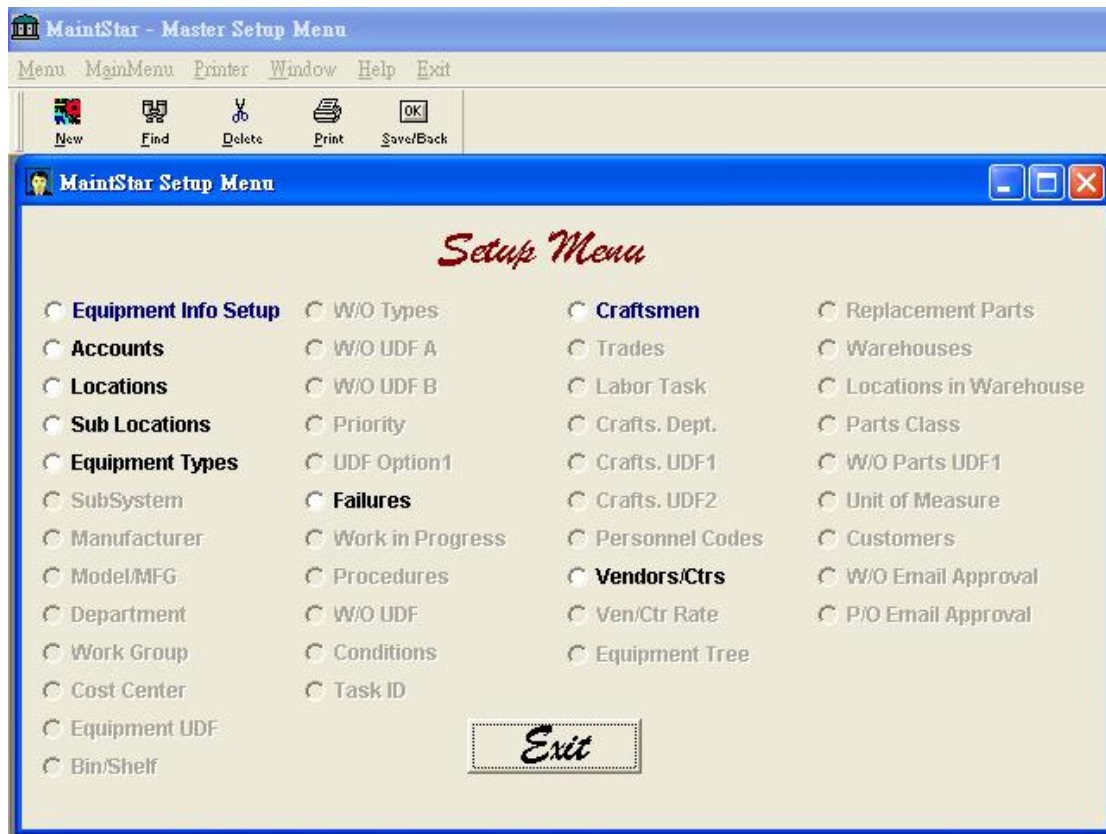 MaintStar - Master Setup Menu
Menu MainMenu Printer Window Help Exit
New Find Delete Print Save/Back
OK
MaintStar Setup Menu
Setup Menu
Equipment Info Setup W/O Types Craftsmen Replacement Parts
Accounts W/O UDF A Trades Warehouses
Locations W/O UDF B Labor Task Locations in Warehouse
Sub Locations Priority Crafts. Dept. Parts Class
Equipment Types UDF Option1 Crafts. UDF1 W/O Parts UDF1
SubSystem Failures Crafts. UDF2 Unit of Measure
Manufacturer Work in Progress Personnel Codes Customers
Model/MFG Procedures Vendors/Ctrs W/O Email Approval
Department W/O UDF Ven/Ctr Rate P/O Email Approval
Work Group Conditions Equipment Tree
Cost Center Task ID
Equipment UDF
Bin/Shelf
Exit